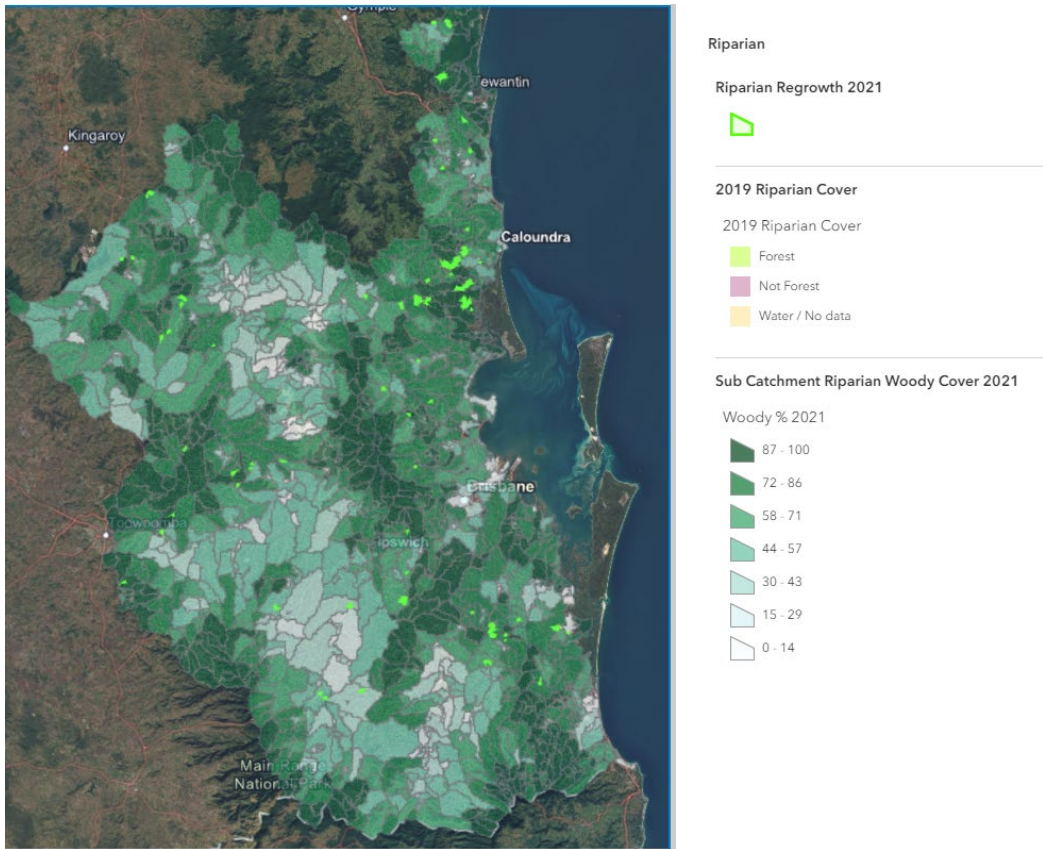 Gympie
Tewantin
Kingaroy
Caloundra
Brisbane
Toowoomba
Ipswich
Main Range
National Park
Riparian
Riparian Regrowth 2021
2019 Riparian Cover
2019 Riparian Cover
Forest
Not Forest
Water / No data
Sub Catchment Riparian Woody Cover 2021
Woody % 2021
87 - 100
72 - 86
58 - 71
44 - 57
30 - 43
15 - 29
0 - 14